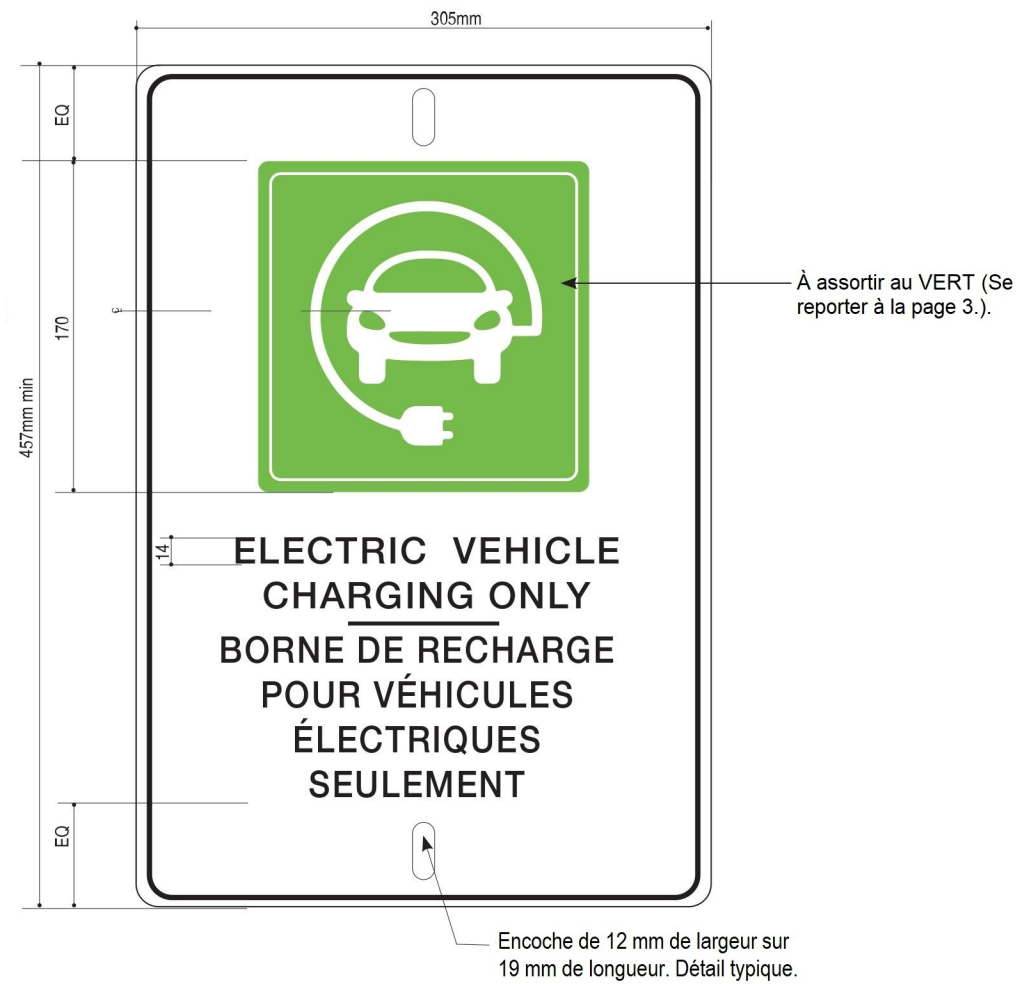 305mm
EQ
170
457mm min
À assortir au VERT (Se
reporter à la page 3.).
14
ELECTRIC VEHICLE
CHARGING ONLY
BORNE DE RECHARGE
POUR VÉHICULES
ÉLECTRIQUES
SEULEMENT
EQ
Encoche de 12 mm de largeur sur
19 mm de longueur. Détail typique.